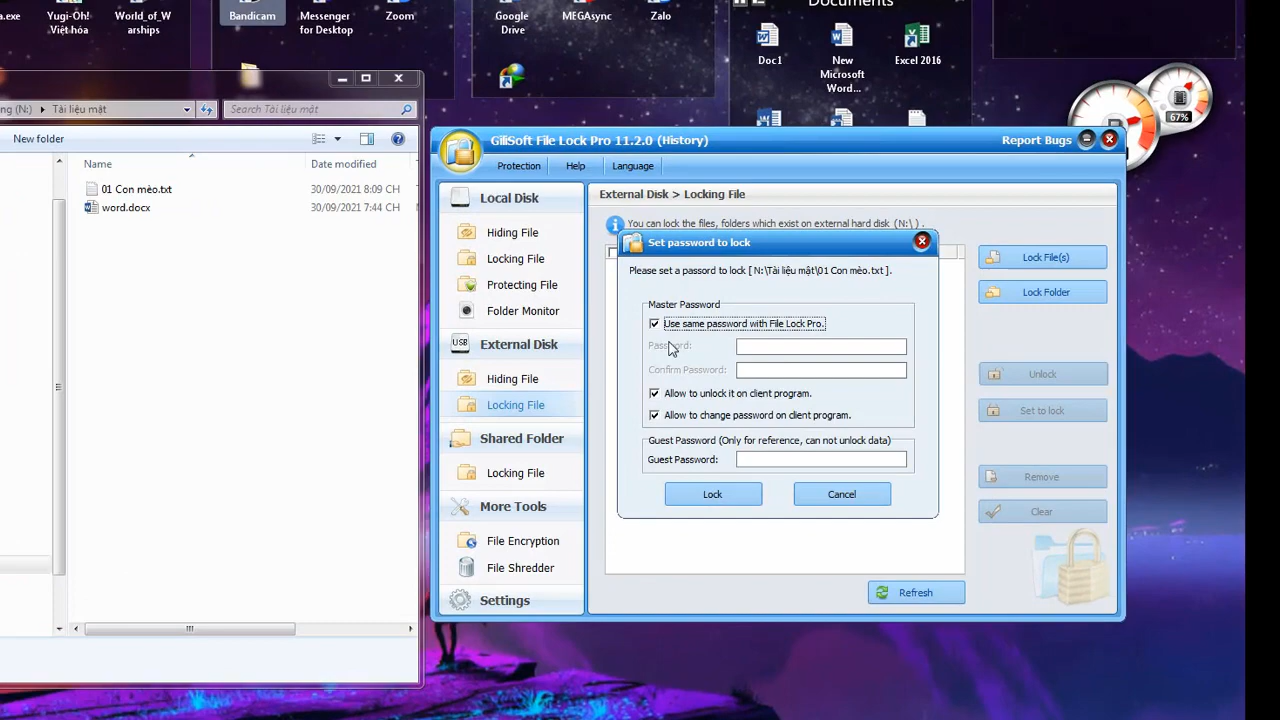 a.exe
Yu-Gi-Oh!
Việt hóa
World_of_W
arships
Bandicam
Messenger
for Desktop
Zoom
Google
Drive
MEGAsync
Zalo
Documents
Doc1
New
Microsoft
Word...
Excel 2016
67%
ng (N:) Tài liệu mật
Search Tài liệu mật
New folder
Name
Date modified
01 Con mèo.txt
30/09/2021 8:09 CH
word.docx
30/09/2021 7:44 CH
GiliSoft File Lock Pro 11.2.0 (History)
Report Bugs
Protection
Help
Language
Local Disk
Hiding File
Locking File
Protecting File
Folder Monitor
USB
External Disk
Hiding File
Locking File
Shared Folder
Locking File
More Tools
File Encryption
File Shredder
Settings
External Disk > Locking File
You can lock the files, folders which exist on external hard disk (N:\) .
Set password to lock
Please set a passord to lock [ N:\Tài liệu mật\01 Con mèo.txt ].
Master Password
Use same password with File Lock Pro.
Password:
Confirm Password:
Allow to unlock it on client program.
Allow to change password on client program.
Guest Password (Only for reference, can not unlock data)
Guest Password:
Lock
Cancel
Lock File(s)
Lock Folder
Unlock
Set to lock
Remove
Clear
Refresh